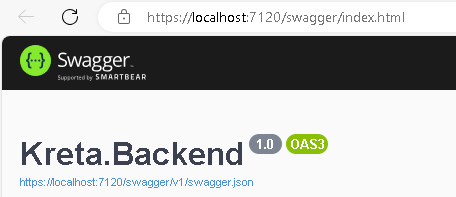 https://localhost:7120/swagger/index.html
Swagger
Supported by SMARTBEAR
Kreta.Backend 1.0 OAS3
https://localhost:7120/swagger/v1/swagger.json